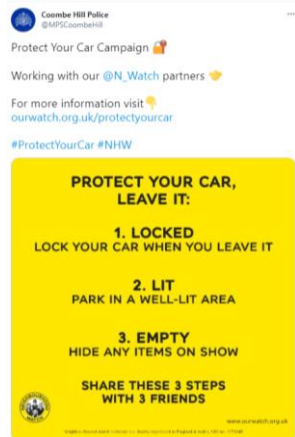 Coombe Hill Police
@MPSCoombeHill
Protect Your Car Campaign
Working with our @N_Watch partners
For more information visit
ourwatch.org.uk/protectyourcar
#ProtectYourCar #NHW
PROTECT YOUR CAR,
LEAVE IT:
1. LOCKED
LOCK YOUR CAR WHEN YOU LEAVE IT
2. LIT
PARK IN A WELL-LIT AREA
3. EMPTY
HIDE ANY ITEMS ON SHOW
SHARE THESE 3 STEPS
WITH 3 FRIENDS
www.ourwatch.org.uk